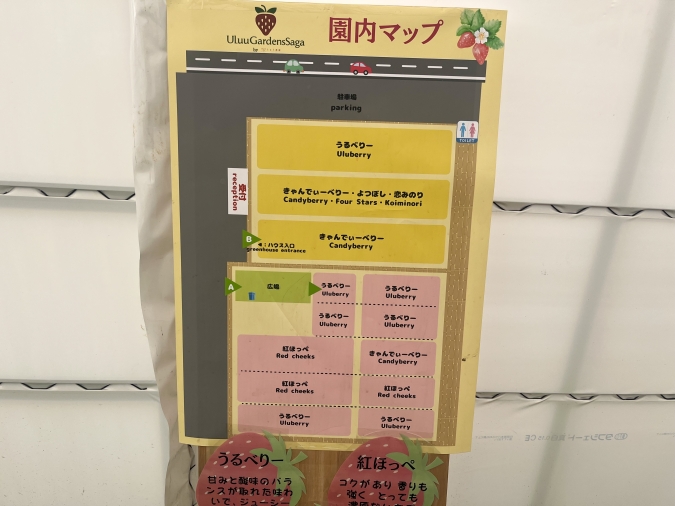 UluuGardensSaga
by
園内マップ
駐車場
parking
TOILET
うるべりー
Uluberry
きゃんでぃーべりー・よつぼし・恋みのり
Candyberry・Four Stars・Koiminori
受付
reception
きゃんでぃーべりー
Candyberry
B
◀：ハウス入口
greenhouse entrance
A
広場
うるべりー
Uluberry
うるべりー
Uluberry
うるべりー
Uluberry
うるべりー
Uluberry
紅ほっぺ
Red cheeks
きゃんでぃーべりー
Candyberry
紅ほっぺ
Red cheeks
紅ほっぺ
Red cheeks
うるべりー
Uluberry
うるべりー
Uluberry
うるべりー
甘みと酸味のバラ
ンスが取れた味わ
いで、ジューシー
紅ほっぺ
コクがあり 香りも
強く、とっても